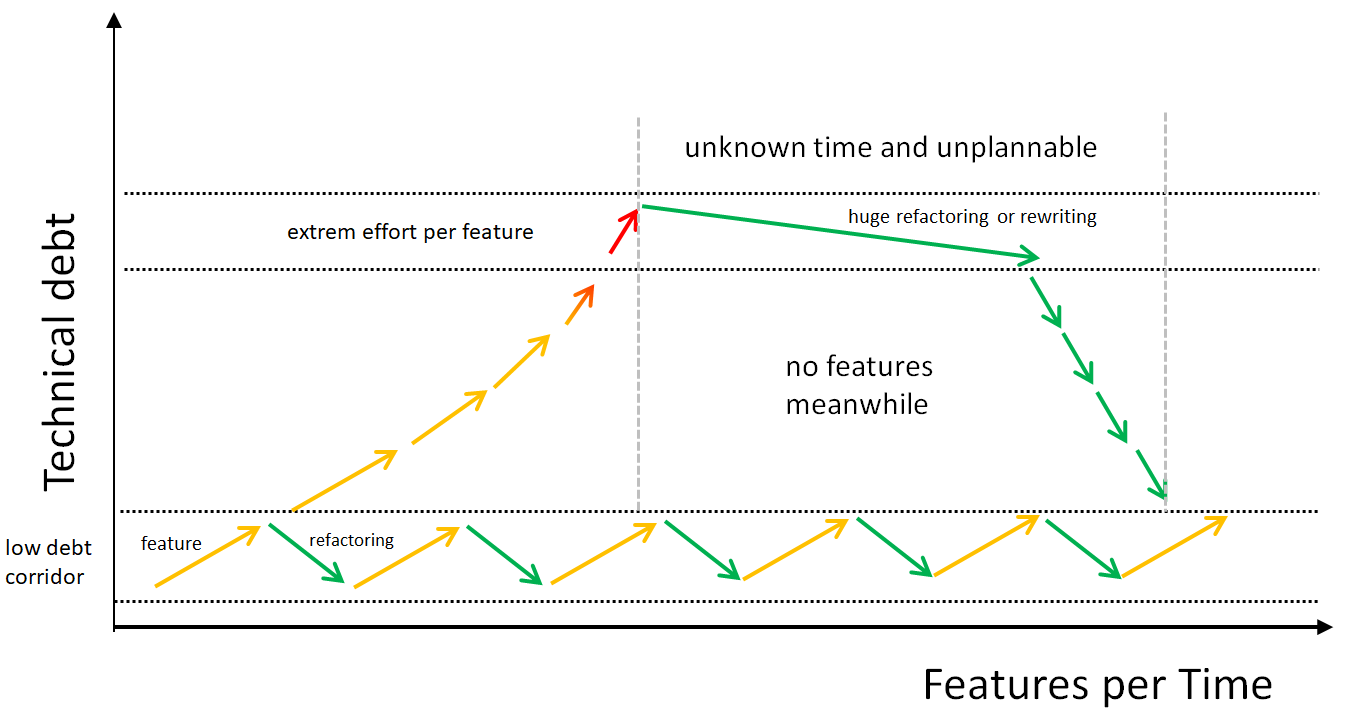 unknown time and unplannable
huge refactoring or rewriting
extrem effort per feature
Technical debt
no features
meanwhile
low debt
corridor
feature
refactoring
Features per Time